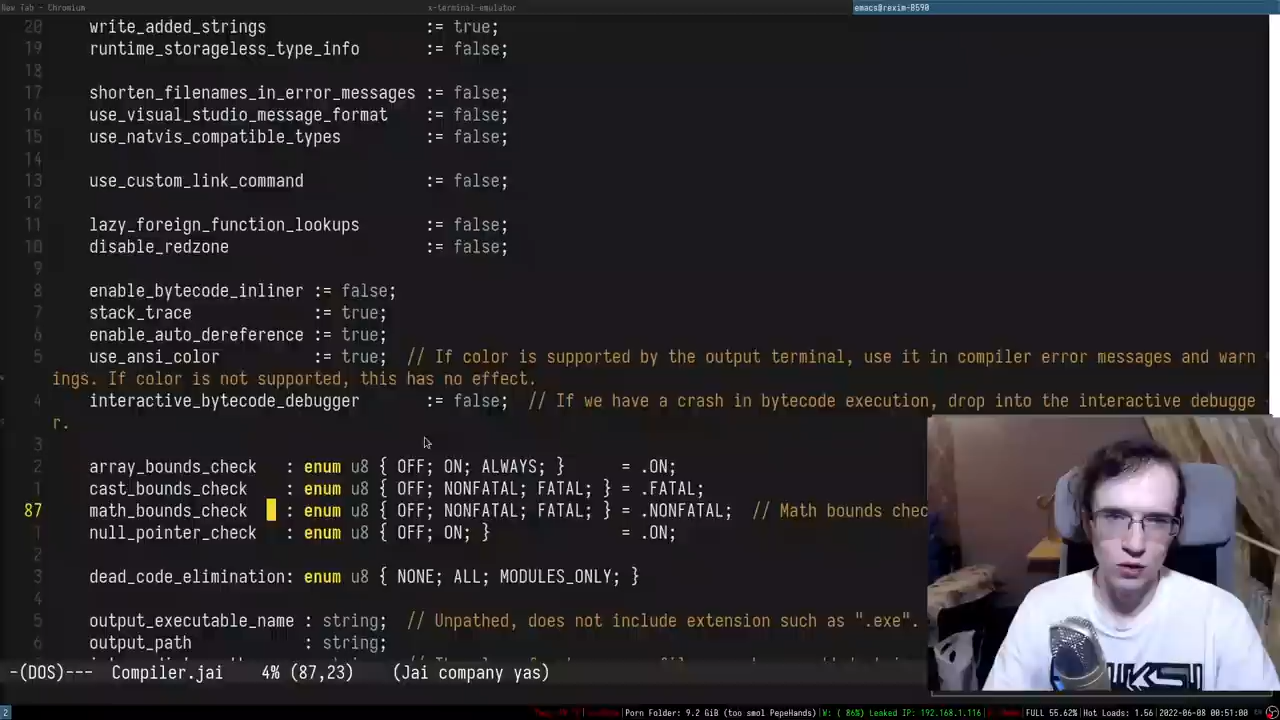 New Tab - Chromium
x-terminal-emulator
emacs@rexim-B590
20 write_added_strings := true;
19 runtime_storageless_type_info := false;
18
17 shorten_filenames_in_error_messages := false;
16 use_visual_studio_message_format := false;
15 use_natvis_compatible_types := false;
14
13 use_custom_link_command := false;
12
11 lazy_foreign_function_lookups := false;
10 disable_redzone := false;
9
8 enable_bytecode_inliner := false;
7 stack_trace := true;
6 enable_auto_dereference := true;
5 use_ansi_color := true; // If color is supported by the output terminal, use it in compiler error messages and warn
ings. If color is not supported, this has no effect.
4 interactive_bytecode_debugger := false; // If we have a crash in bytecode execution, drop into the interactive debugge
r.
3
2 array_bounds_check : enum u8 { OFF; ON; ALWAYS; } = .ON;
1 cast_bounds_check : enum u8 { OFF; NONFATAL; FATAL; } = .FATAL;
87 math_bounds_check : enum u8 { OFF; NONFATAL; FATAL; } = .NONFATAL; // Math bounds chec
1 null_pointer_check : enum u8 { OFF; ON; } = .ON;
2
3 dead_code_elimination: enum u8 { NONE; ALL; MODULES_ONLY; }
4
5 output_executable_name : string; // Unpathed, does not include extension such as ".exe".
6 output_path : string;
-(DOS)--- Compiler.jai 4% (87,23) (Jai company yas)
2
Porn Folder: 9.2 GiB (too smol PepeHands) W: ( 86%) Leaked IP: 192.168.1.116 FULL 55.62% Hot Loads: 1.56 2022-06-08 00:51:00